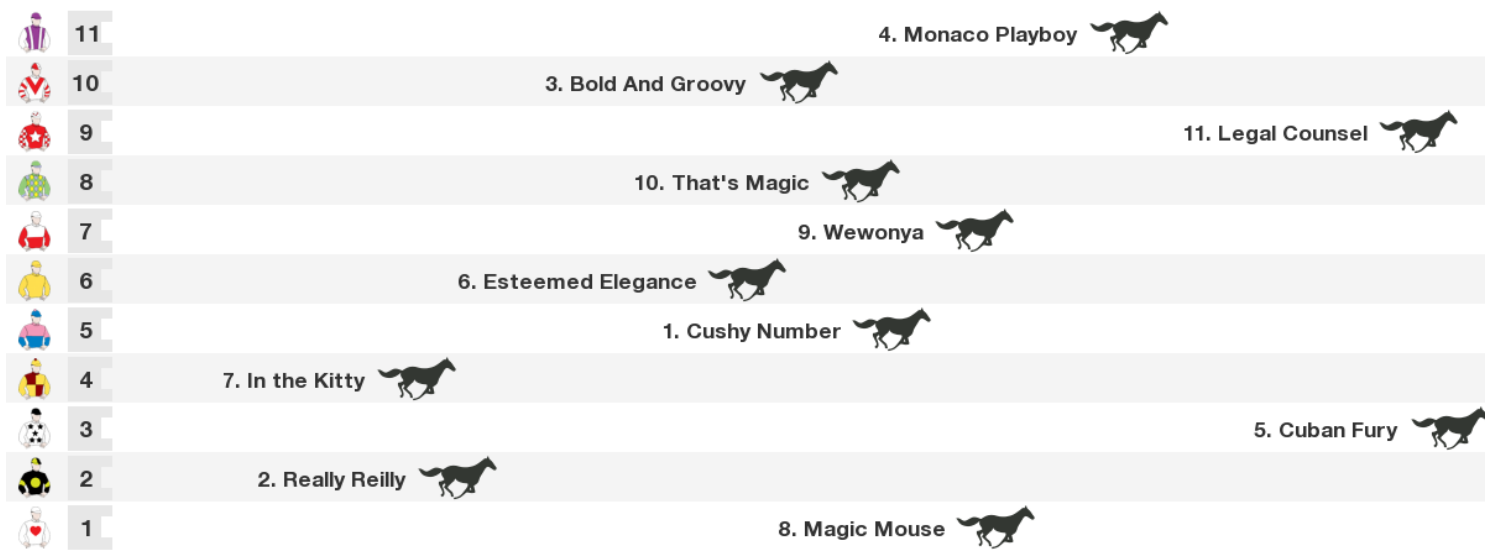 11 4. Monaco Playboy
10 3. Bold And Groovy
9 11. Legal Counsel
8 10. That's Magic
7 9. Wewonya
6 6. Esteemed Elegance
5 1. Cushy Number
4 7. In the Kitty
3 5. Cuban Fury
2 2. Really Reilly
1 8. Magic Mouse